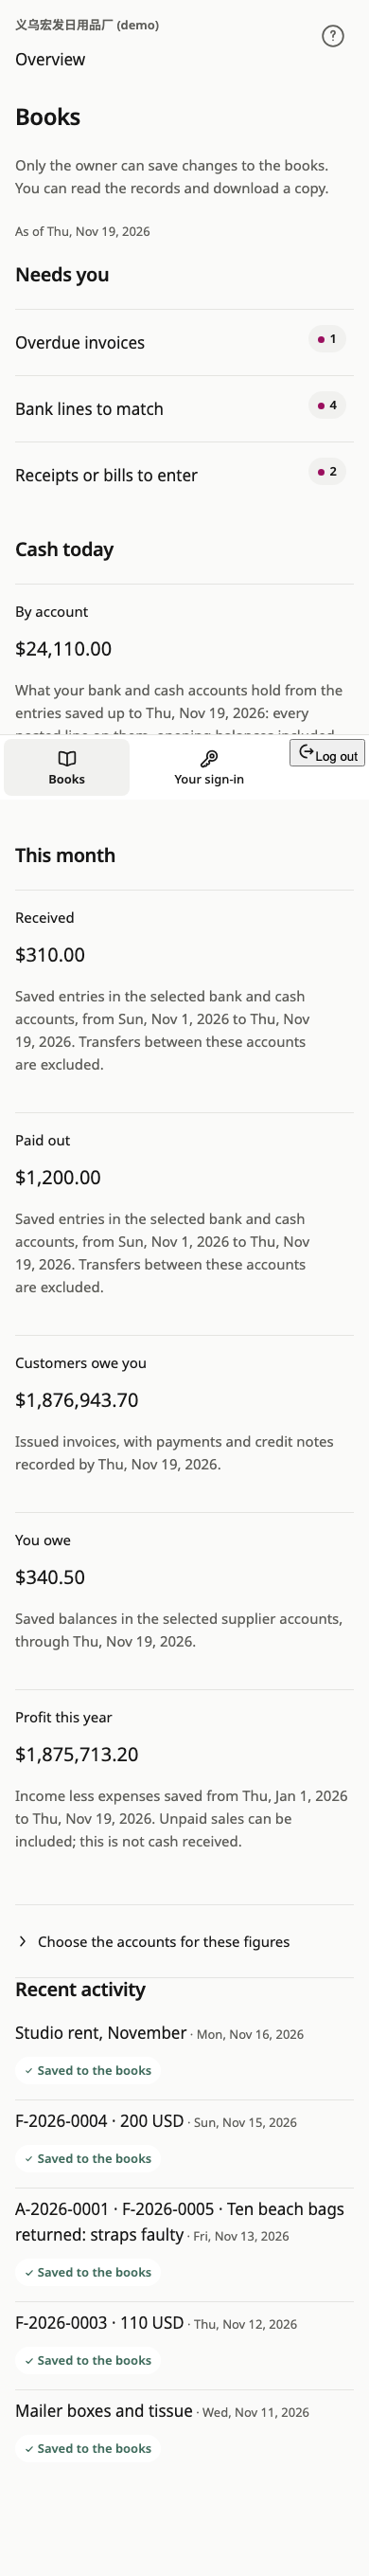 义乌宏发日用品厂 (demo)
Overview
Books
Only the owner can save changes to the books.
You can read the records and download a copy.
As of Thu, Nov 19, 2026
Needs you
Overdue invoices 1
Bank lines to match 4
Receipts or bills to enter 2
Cash today
By account
$24,110.00
What your bank and cash accounts hold from the
entries saved up to Thu, Nov 19, 2026: every
Books
Your sign-in
Log out
This month
Received
$310.00
Saved entries in the selected bank and cash
accounts, from Sun, Nov 1, 2026 to Thu, Nov
19, 2026. Transfers between these accounts
are excluded.
Paid out
$1,200.00
Saved entries in the selected bank and cash
accounts, from Sun, Nov 1, 2026 to Thu, Nov
19, 2026. Transfers between these accounts
are excluded.
Customers owe you
$1,876,943.70
Issued invoices, with payments and credit notes
recorded by Thu, Nov 19, 2026.
You owe
$340.50
Saved balances in the selected supplier accounts,
through Thu, Nov 19, 2026.
Profit this year
$1,875,713.20
Income less expenses saved from Thu, Jan 1, 2026
to Thu, Nov 19, 2026. Unpaid sales can be
included; this is not cash received.
Choose the accounts for these figures
Recent activity
Studio rent, November · Mon, Nov 16, 2026
Saved to the books
F-2026-0004 · 200 USD · Sun, Nov 15, 2026
Saved to the books
A-2026-0001 · F-2026-0005 · Ten beach bags
returned: straps faulty · Fri, Nov 13, 2026
Saved to the books
F-2026-0003 · 110 USD · Thu, Nov 12, 2026
Saved to the books
Mailer boxes and tissue · Wed, Nov 11, 2026
Saved to the books